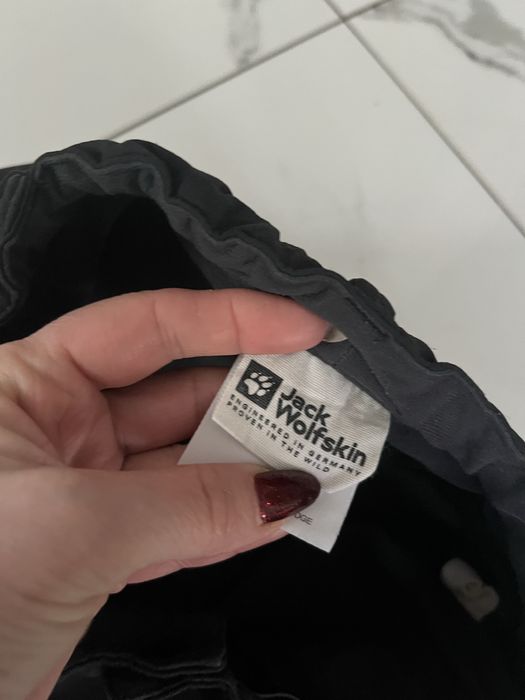 Jack
Wolfskin
ENGINEERED IN GERMANY
PROVEN IN THE WILD